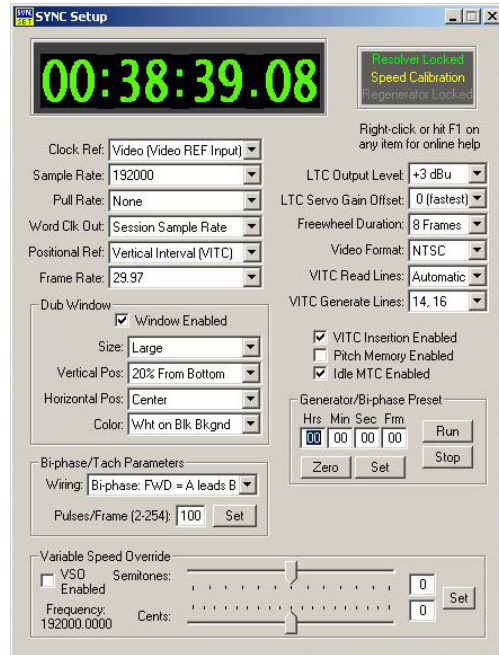 SYNC
SET
SYNC Setup
00:38:39.08
Resolver Locked
Speed Calibration
Regenerator Locked
Right-click or hit F1 on
any item for online help
Clock Ref: Video (Video REF Input)
Sample Rate: 192000
Pull Rate: None
Word Clk Out: Session Sample Rate
Positional Ref: Vertical Interval (VITC)
Frame Rate: 29.97
LTC Output Level: +3 dBu
LTC Servo Gain Offset: 0 (fastest)
Freewheel Duration: 8 Frames
Video Format: NTSC
VITC Read Lines: Automatic
VITC Generate Lines: 14, 16
Dub Window
Window Enabled
Size: Large
Vertical Pos: 20% From Bottom
Horizontal Pos: Center
Color: Wht on Blk Bkgnd
VITC Insertion Enabled
Pitch Memory Enabled
Idle MTC Enabled
Generator/Bi-phase Preset
Hrs Min Sec Frm
00 00 00 00
Run
Zero Set
Stop
Bi-phase/Tach Parameters
Wiring: Bi-phase: FWD = A leads B
Pulses/Frame (2-254): 100 Set
Variable Speed Override
VSO
Enabled
Semitones:
0
Set
Frequency:
192000.0000
Cents:
0